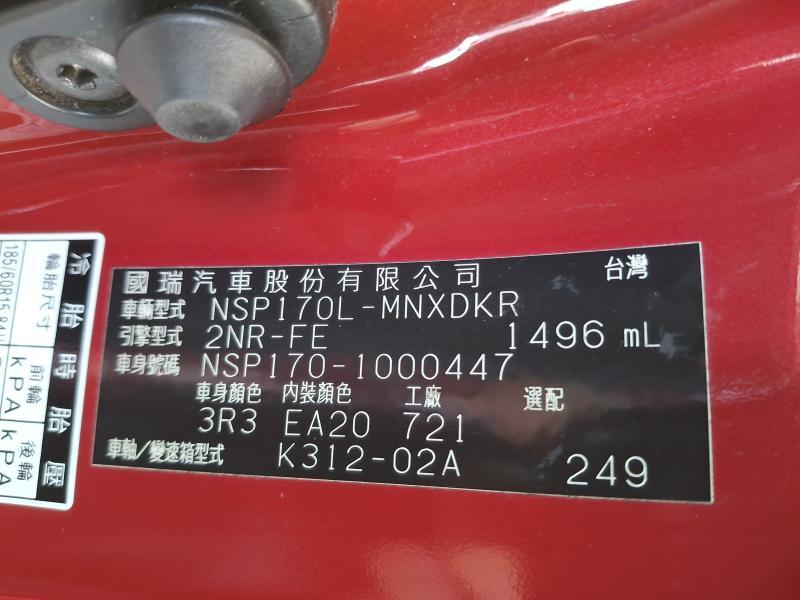 國瑞汽車股份有限公司 台灣
車輛型式 NSP170L-MNXDKR
引擎型式 2NR-FE 1496 mL
車身號碼 NSP170-1000447
車身顏色 內裝顏色 工廠 選配
3R3 EA20 721
車軸/變速箱型式 K312-02A 249
冷胎時胎壓
輪胎尺寸 前輪 後輪
kPA kPA